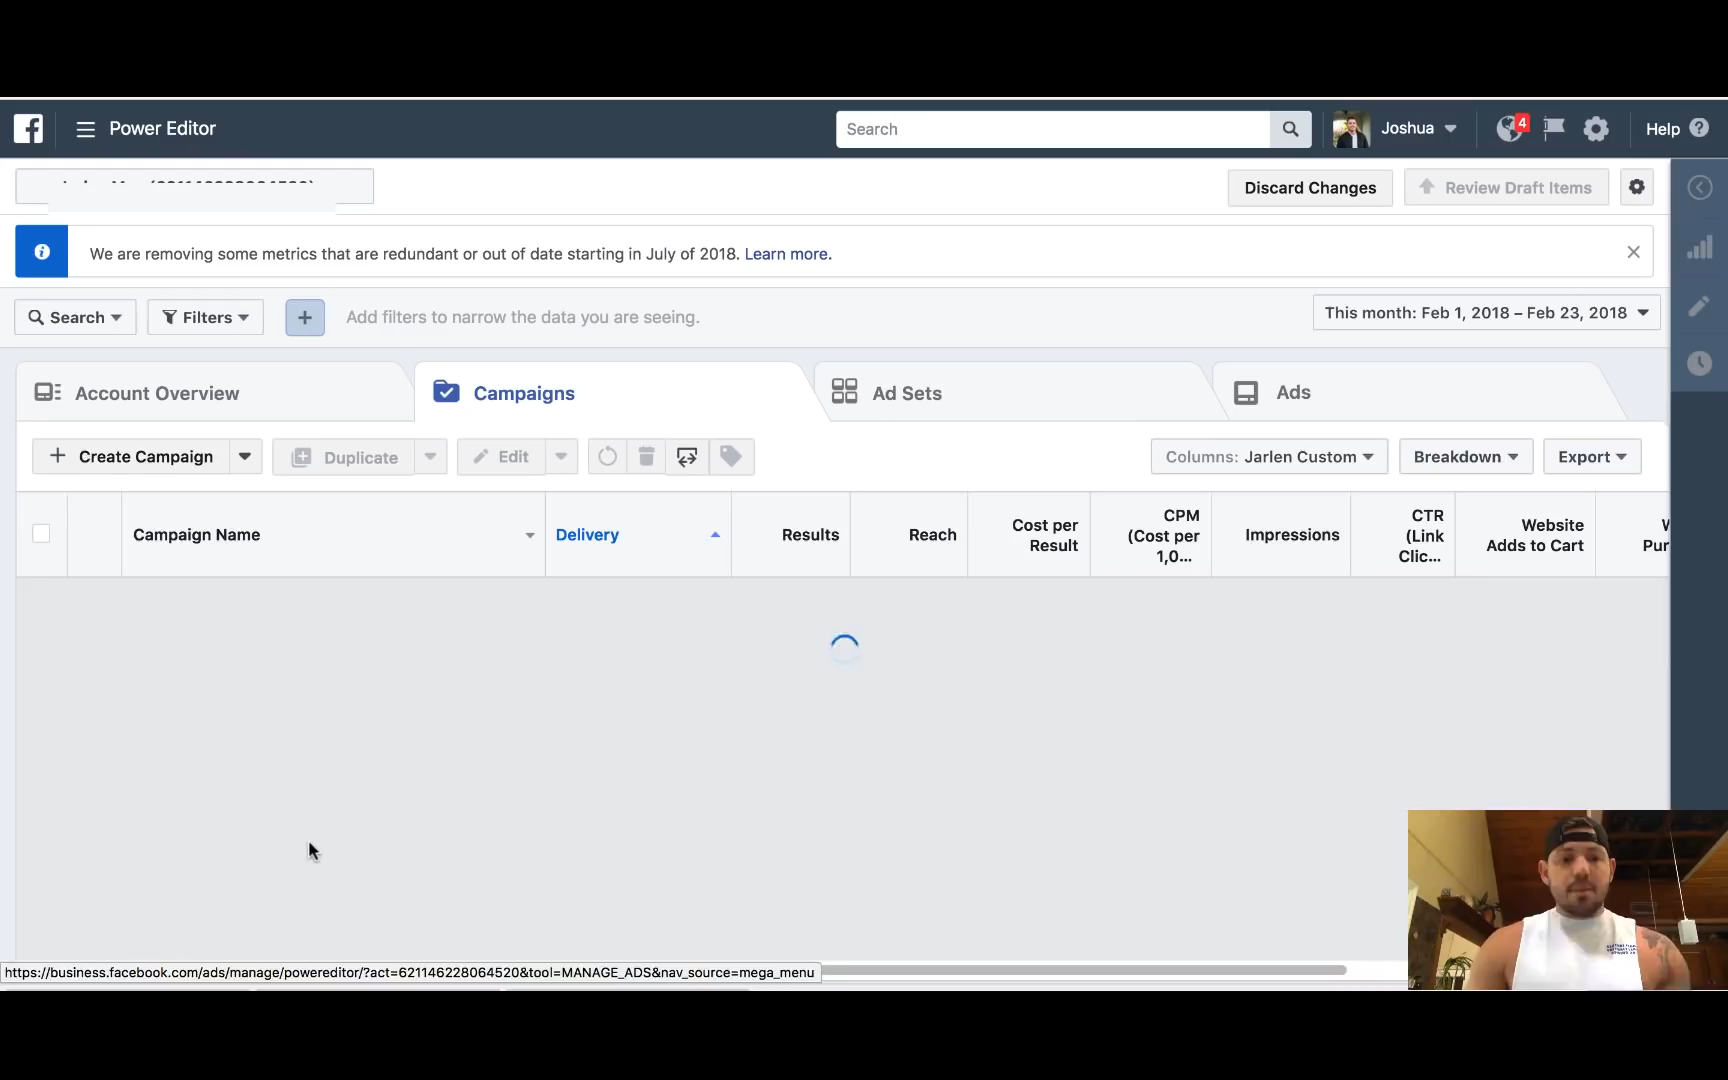 Power Editor
Search
Joshua
4
Help ?
Discard Changes
Review Draft Items
We are removing some metrics that are redundant or out of date starting in July of 2018. Learn more.
Search
Filters
+
Add filters to narrow the data you are seeing.
This month: Feb 1, 2018 – Feb 23, 2018
Account Overview
Campaigns
Ad Sets
Ads
+ Create Campaign
Duplicate
Edit
Columns: Jarlen Custom
Breakdown
Export
Campaign Name
Delivery
Results
Reach
Cost per
Result
CPM
(Cost per
1,0...
Impressions
CTR
(Link
Clic...
Website
Adds to Cart
W
Pur
https://business.facebook.com/ads/manage/powereditor/?act=621146228064520&tool=MANAGE_ADS&nav_source=mega_menu